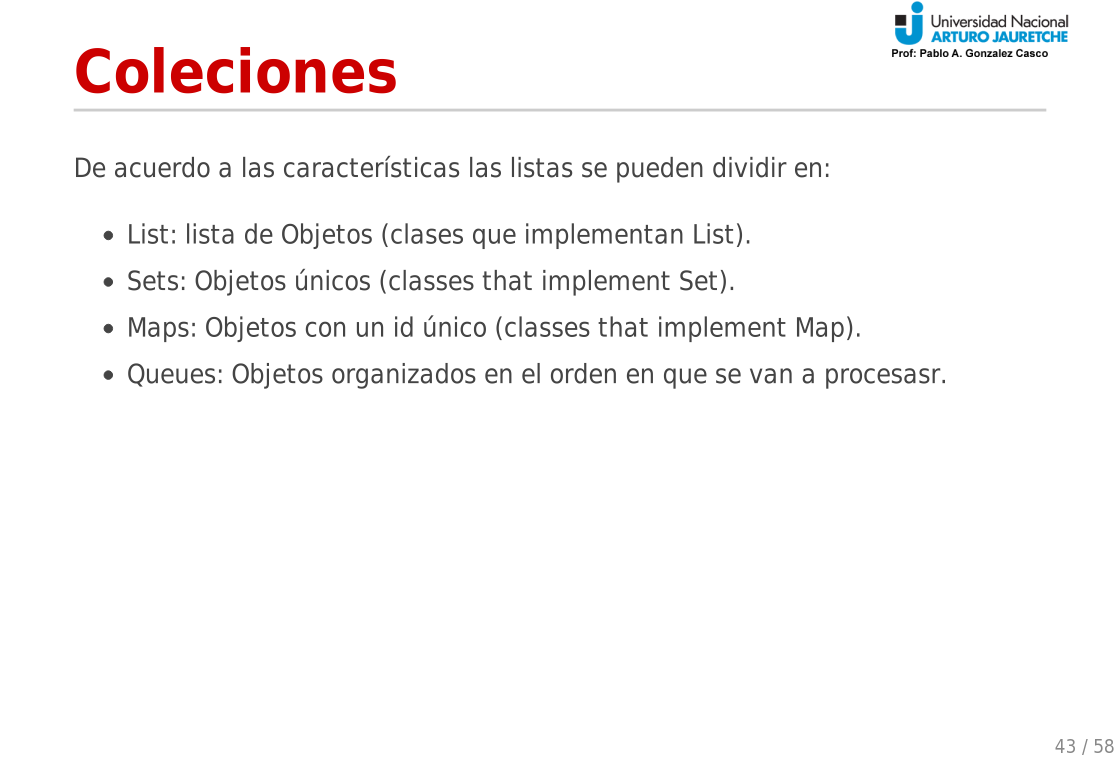 Universidad Nacional
ARTURO JAURETCHE
Prof: Pablo A. Gonzalez Casco
Coleciones
De acuerdo a las características las listas se pueden dividir en:
• List: lista de Objetos (clases que implementan List).
• Sets: Objetos únicos (classes that implement Set).
• Maps: Objetos con un id único (classes that implement Map).
• Queues: Objetos organizados en el orden en que se van a procesasr.
43 / 58